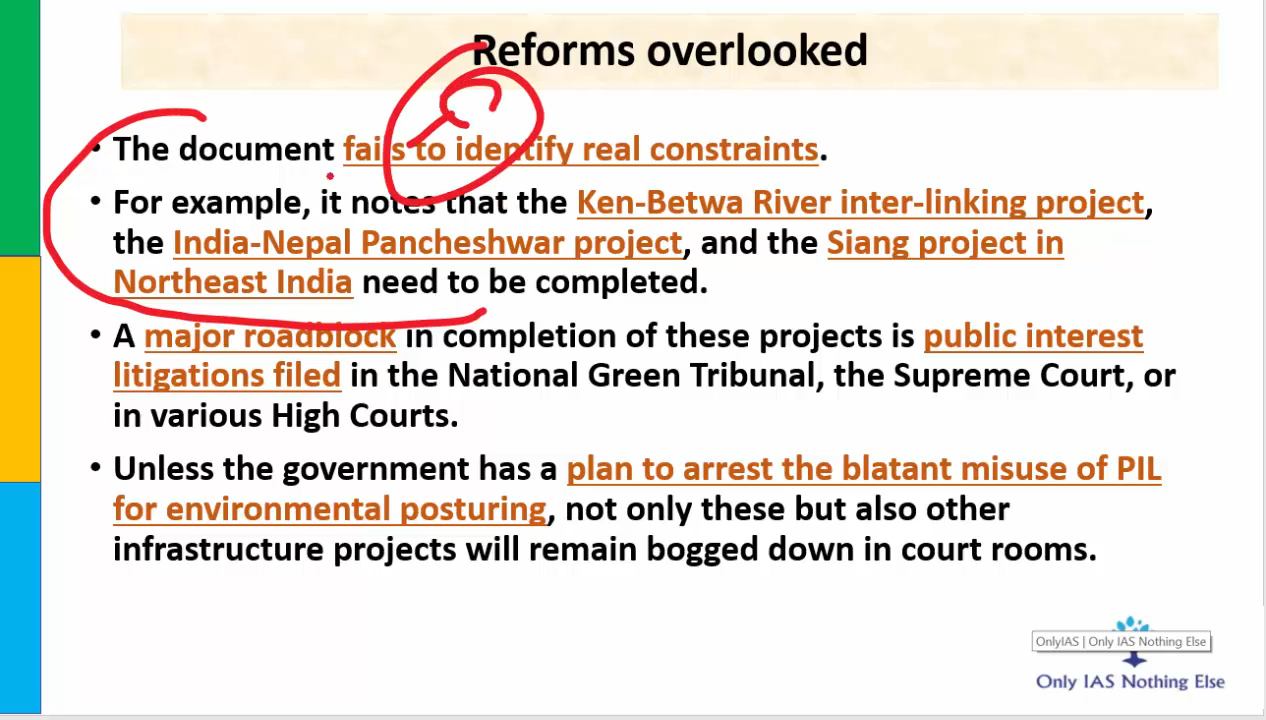 Reforms overlooked
• The document fails to identify real constraints.
• For example, it notes that the Ken-Betwa River inter-linking project,
the India-Nepal Pancheshwar project, and the Siang project in
Northeast India need to be completed.
• A major roadblock in completion of these projects is public interest
litigations filed in the National Green Tribunal, the Supreme Court, or
in various High Courts.
• Unless the government has a plan to arrest the blatant misuse of PIL
for environmental posturing, not only these but also other
infrastructure projects will remain bogged down in court rooms.
OnlyIAS | Only IAS Nothing Else
Only IAS Nothing Else